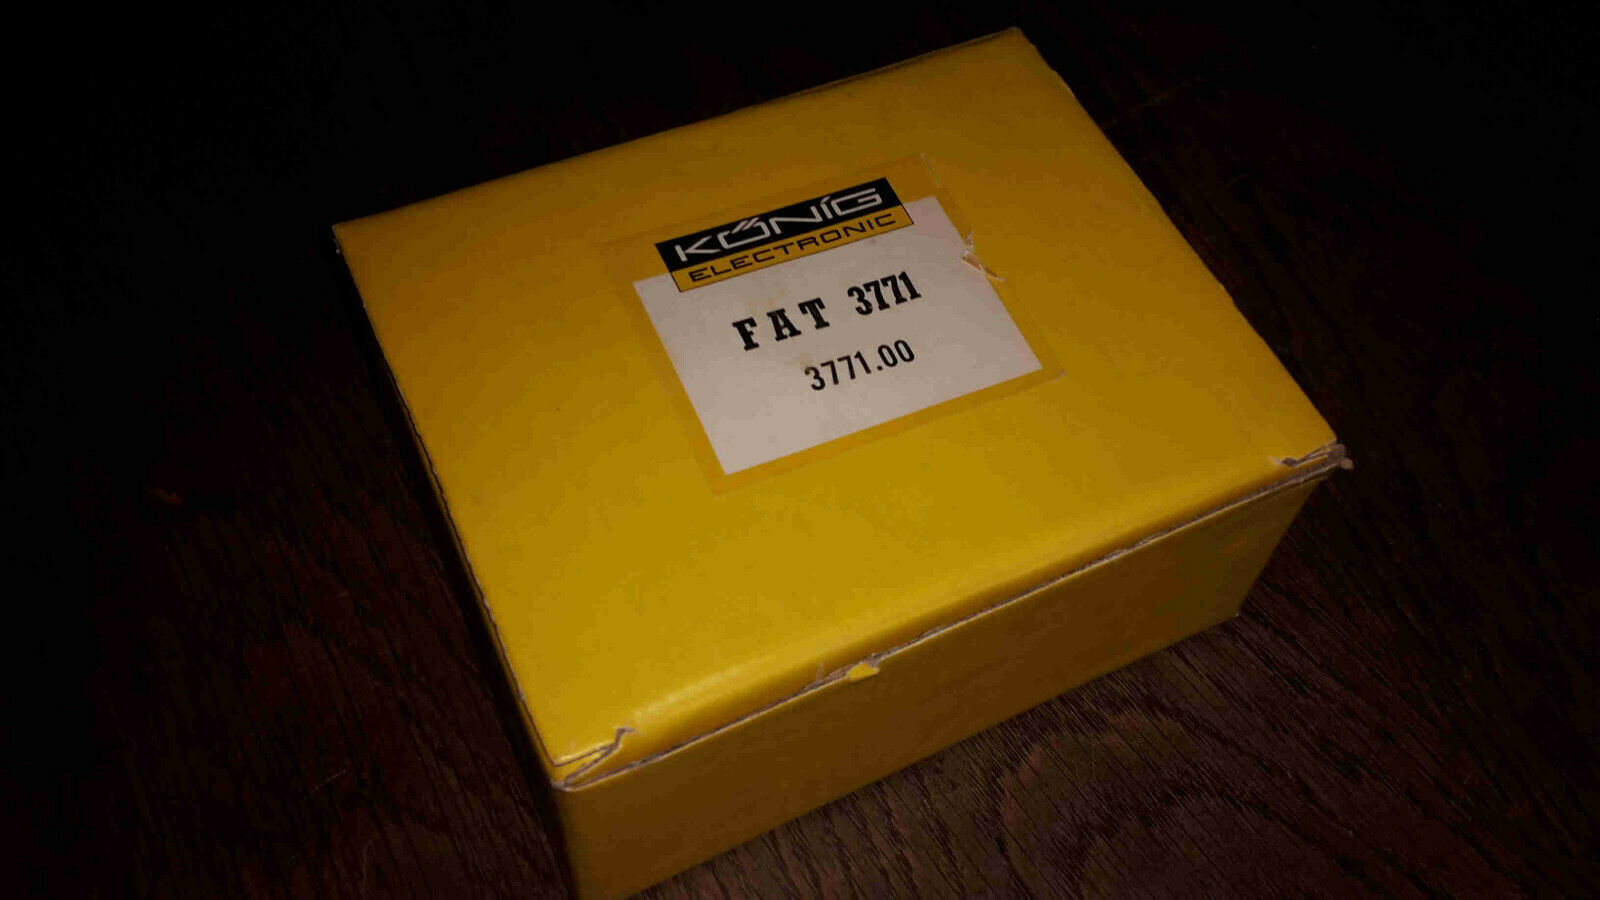 KÖNIG
ELECTRONIC
FAT 3771
3771.00